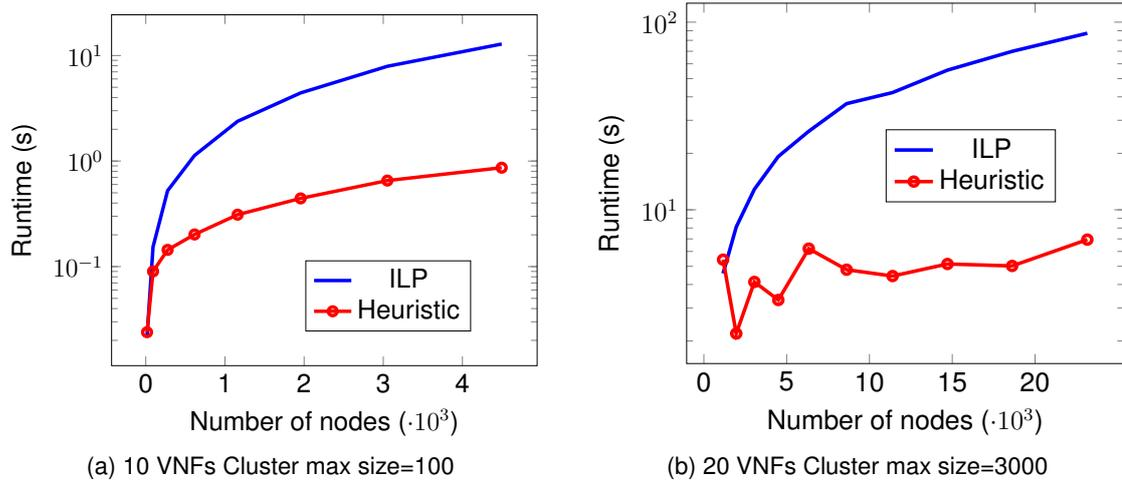 10^1
10^0
10^-1
Runtime (s)
ILP
Heuristic
0 1 2 3 4
Number of nodes (·10^3)
(a) 10 VNFs Cluster max size=100
10^2
10^1
Runtime (s)
ILP
Heuristic
0 5 10 15 20
Number of nodes (·10^3)
(b) 20 VNFs Cluster max size=3000